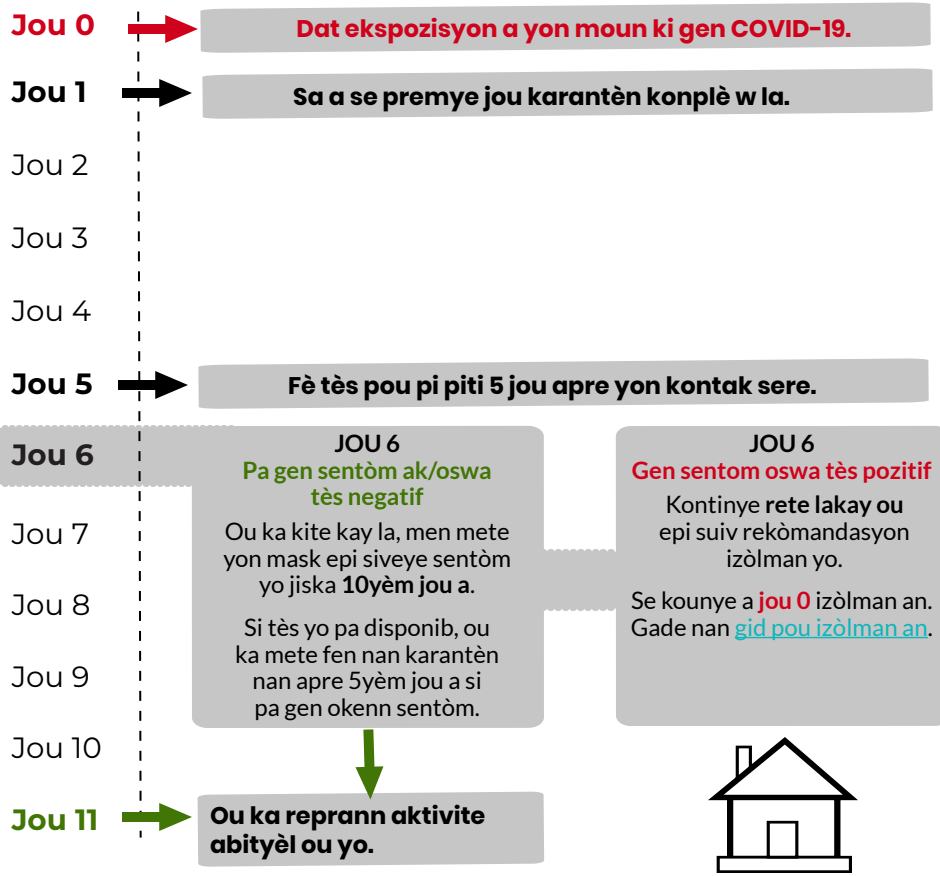 Jou 0
Dat ekspozisyon a yon moun ki gen COVID-19.
Jou 1
Sa a se premye jou karantèn konplè w la.
Jou 2
Jou 3
Jou 4
Jou 5
Fè tès pou pi piti 5 jou apre yon kontak sere.
Jou 6
JOU 6
Pa gen sentòm ak/oswa
tès negatif
Ou ka kite kay la, men mete
yon mask epi siveye sentòm
yo jiska 10yèm jou a.
Si tès yo pa disponib, ou
ka mete fen nan karantèn
nan apre 5yèm jou a si
pa gen okenn sentòm.
JOU 6
Gen sentom oswa tès pozitif
Kontinye rete lakay ou
epi suiv rekòmandasyon
izòlman yo.
Se kounye a jou 0 izòlman an.
Gade nan gid pou izòlman an.
Jou 7
Jou 8
Jou 9
Jou 10
Jou 11
Ou ka reprann aktivite
abityèl ou yo.